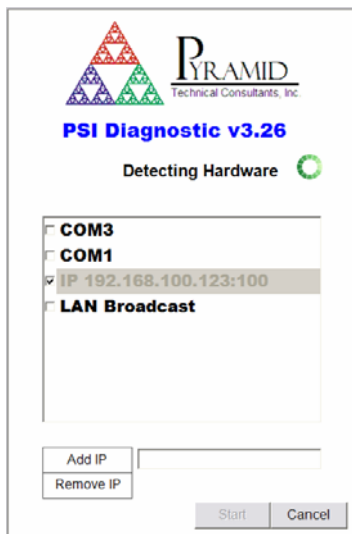 PYRAMID
Technical Consultants, Inc.
PSI Diagnostic v3.26
Detecting Hardware
COM3
COM1
IP 192.168.100.123:100
LAN Broadcast
Add IP
Remove IP
Start Cancel